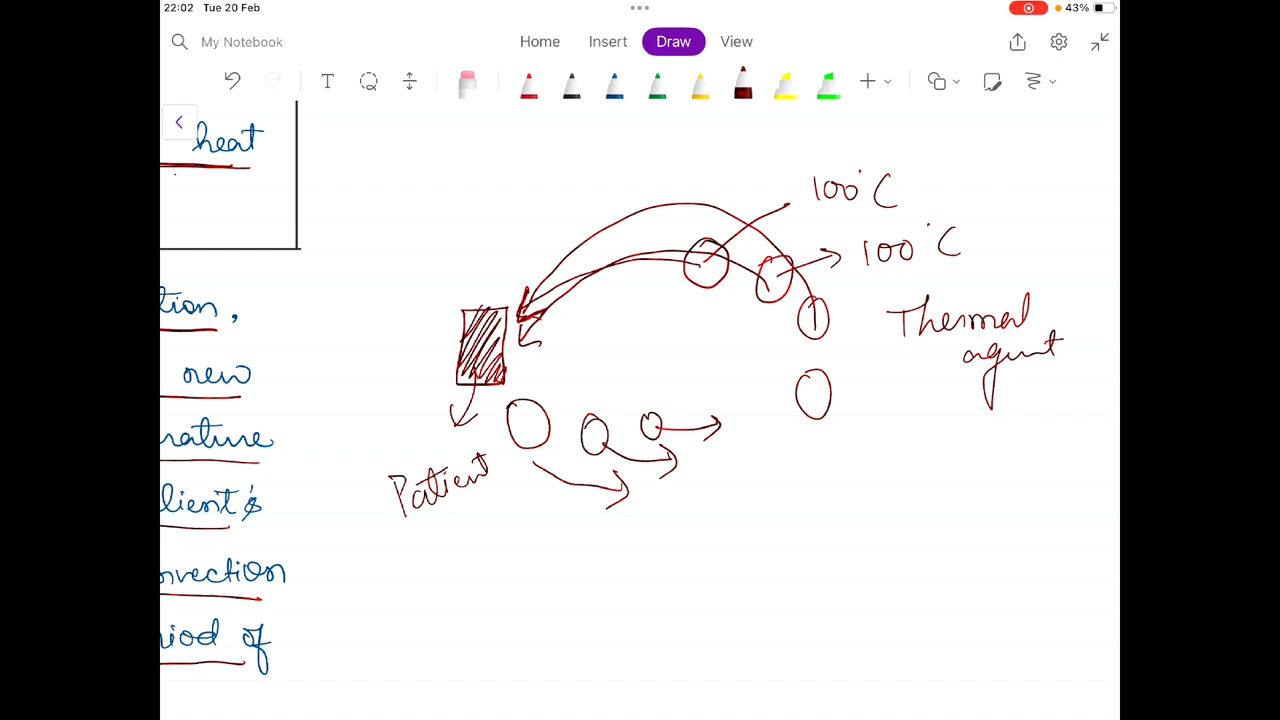 22:02 Tue 20 Feb
43%
My Notebook
Home Insert Draw View
heat
tion,
new
rature
lient's
nvection
riod of
100°C
100°C
Thermal
agent
Patient